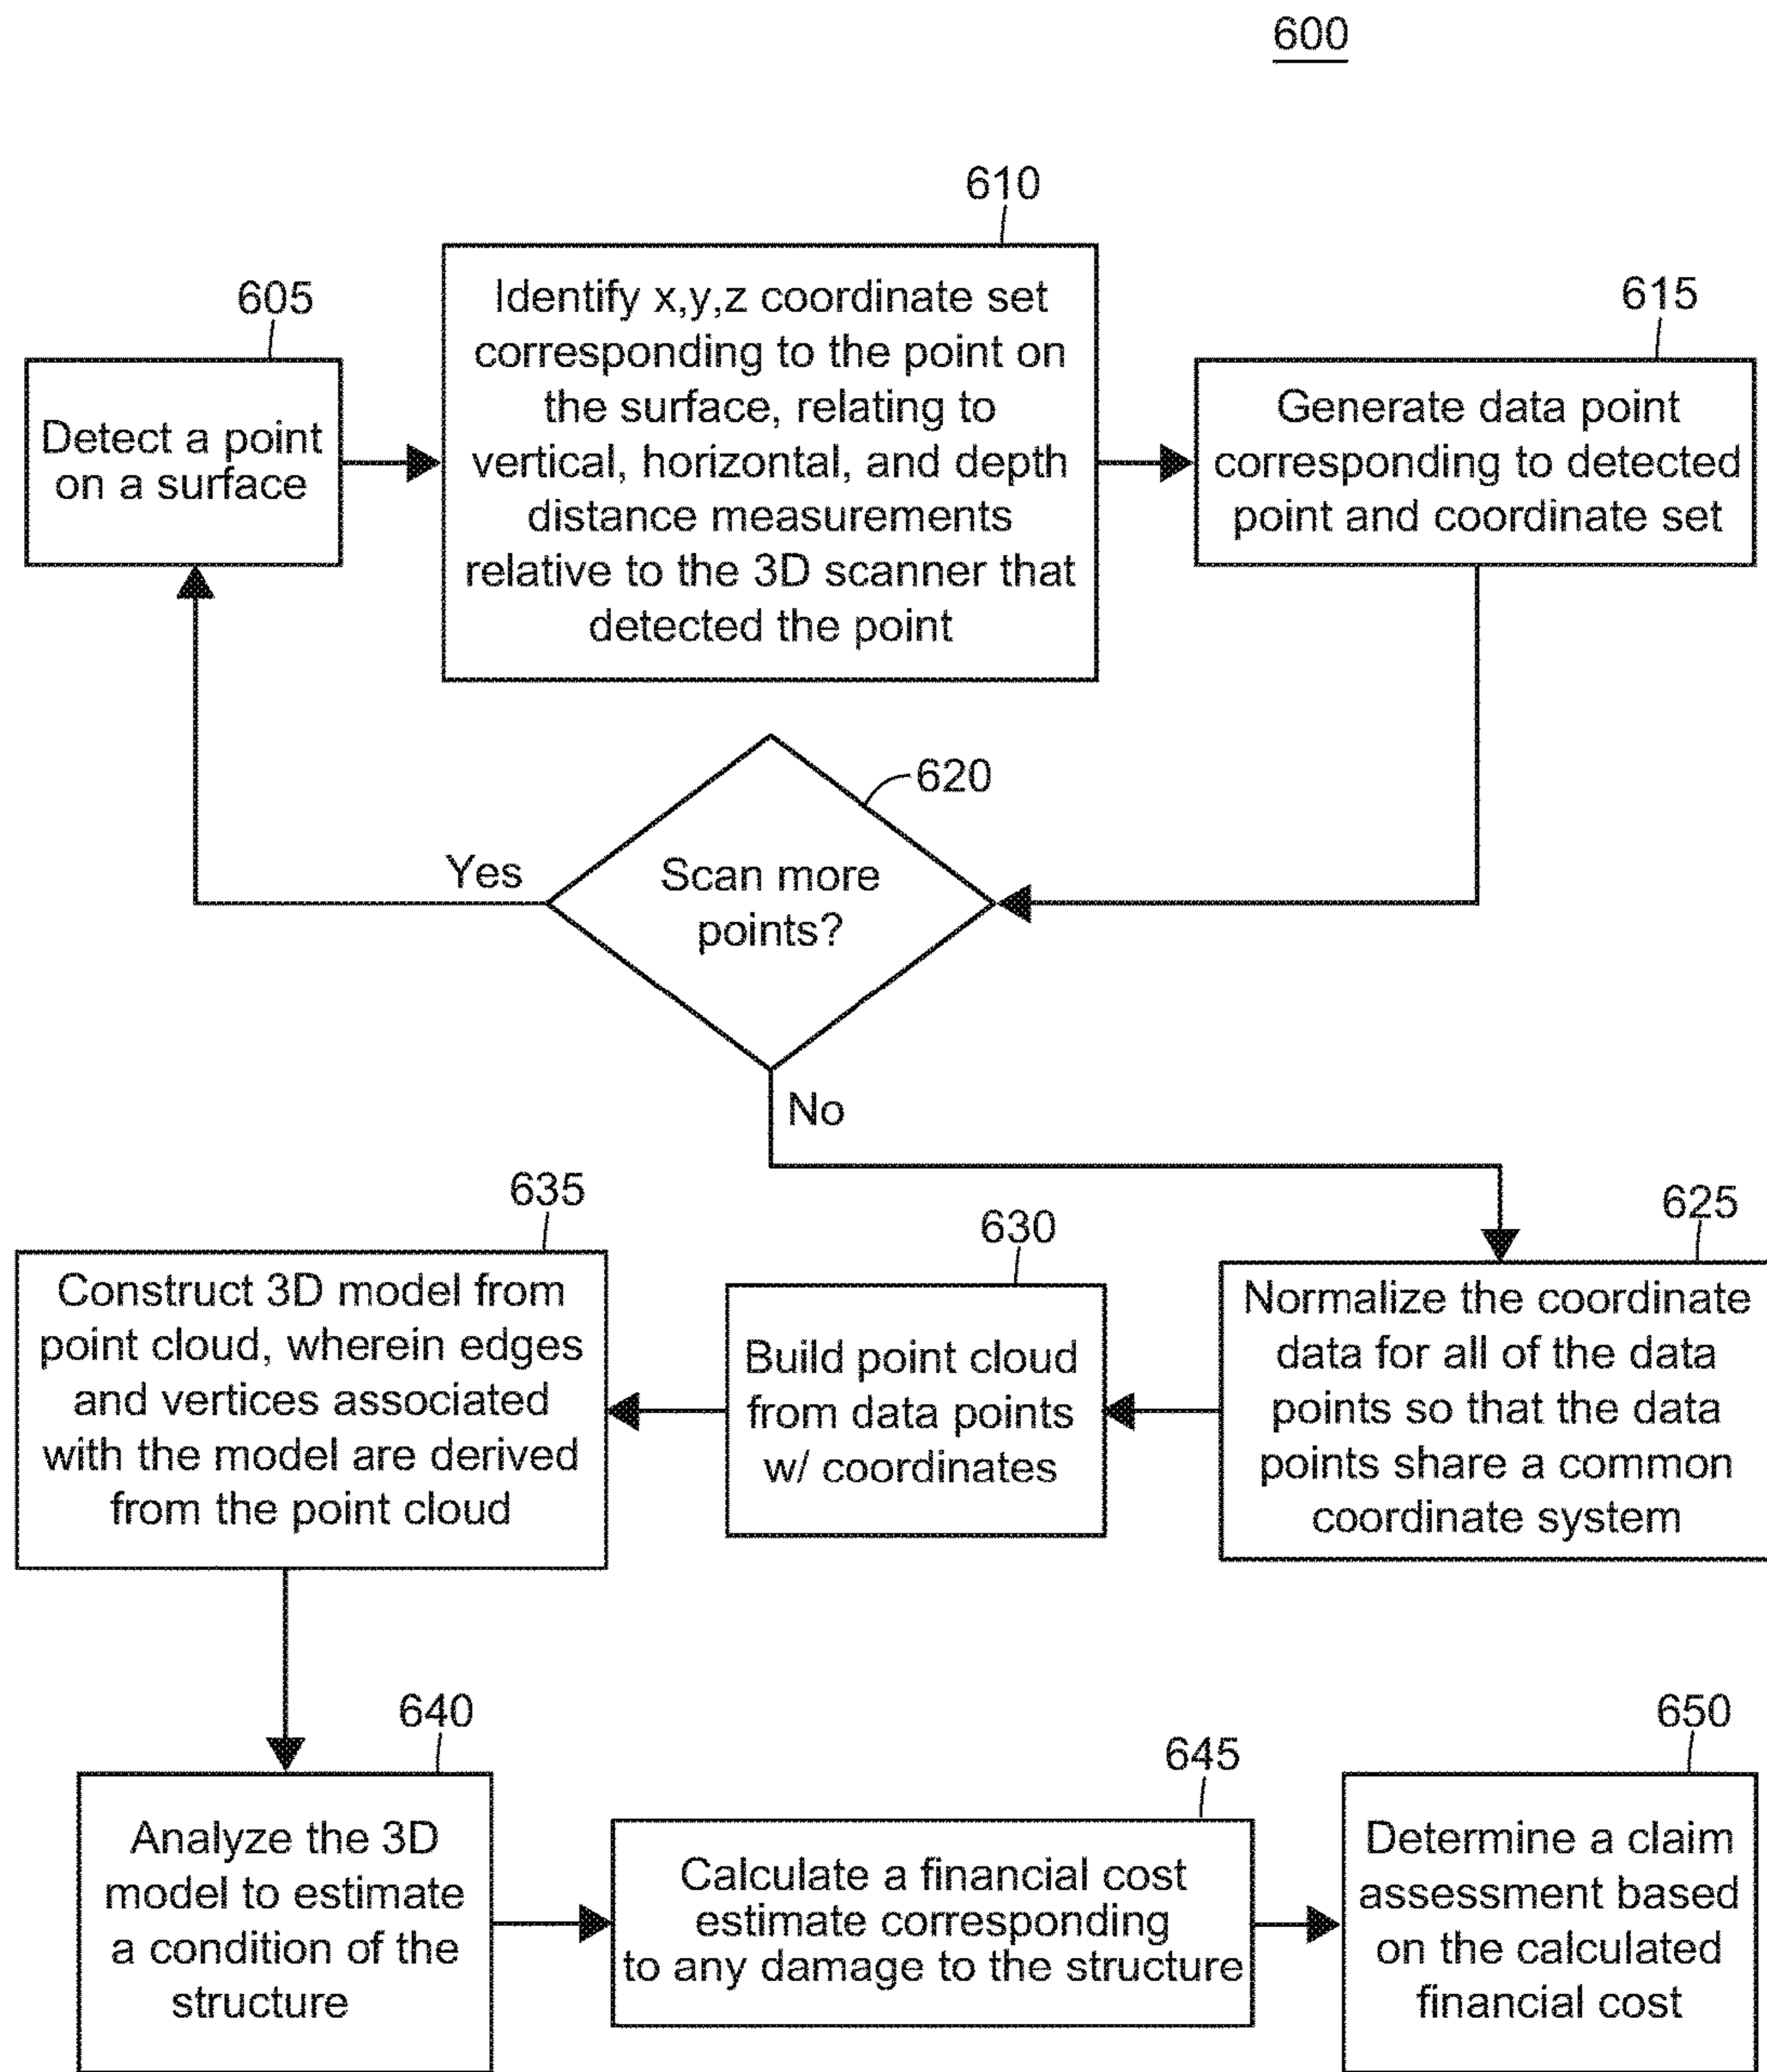 600
610
Identify x,y,z coordinate set
corresponding to the point on
the surface, relating to
vertical, horizontal, and depth
distance measurements
relative to the 3D scanner that
detected the point
605
Detect a point
on a surface
615
Generate data point
corresponding to detected
point and coordinate set
620
Scan more
points?
Yes
No
625
Normalize the coordinate
data for all of the data
points so that the data
points share a common
coordinate system
630
Build point cloud
from data points
w/ coordinates
635
Construct 3D model from
point cloud, wherein edges
and vertices associated
with the model are derived
from the point cloud
640
Analyze the 3D
model to estimate
a condition of the
structure
645
Calculate a financial cost
estimate corresponding
to any damage to the structure
650
Determine a claim
assessment based
on the calculated
financial cost